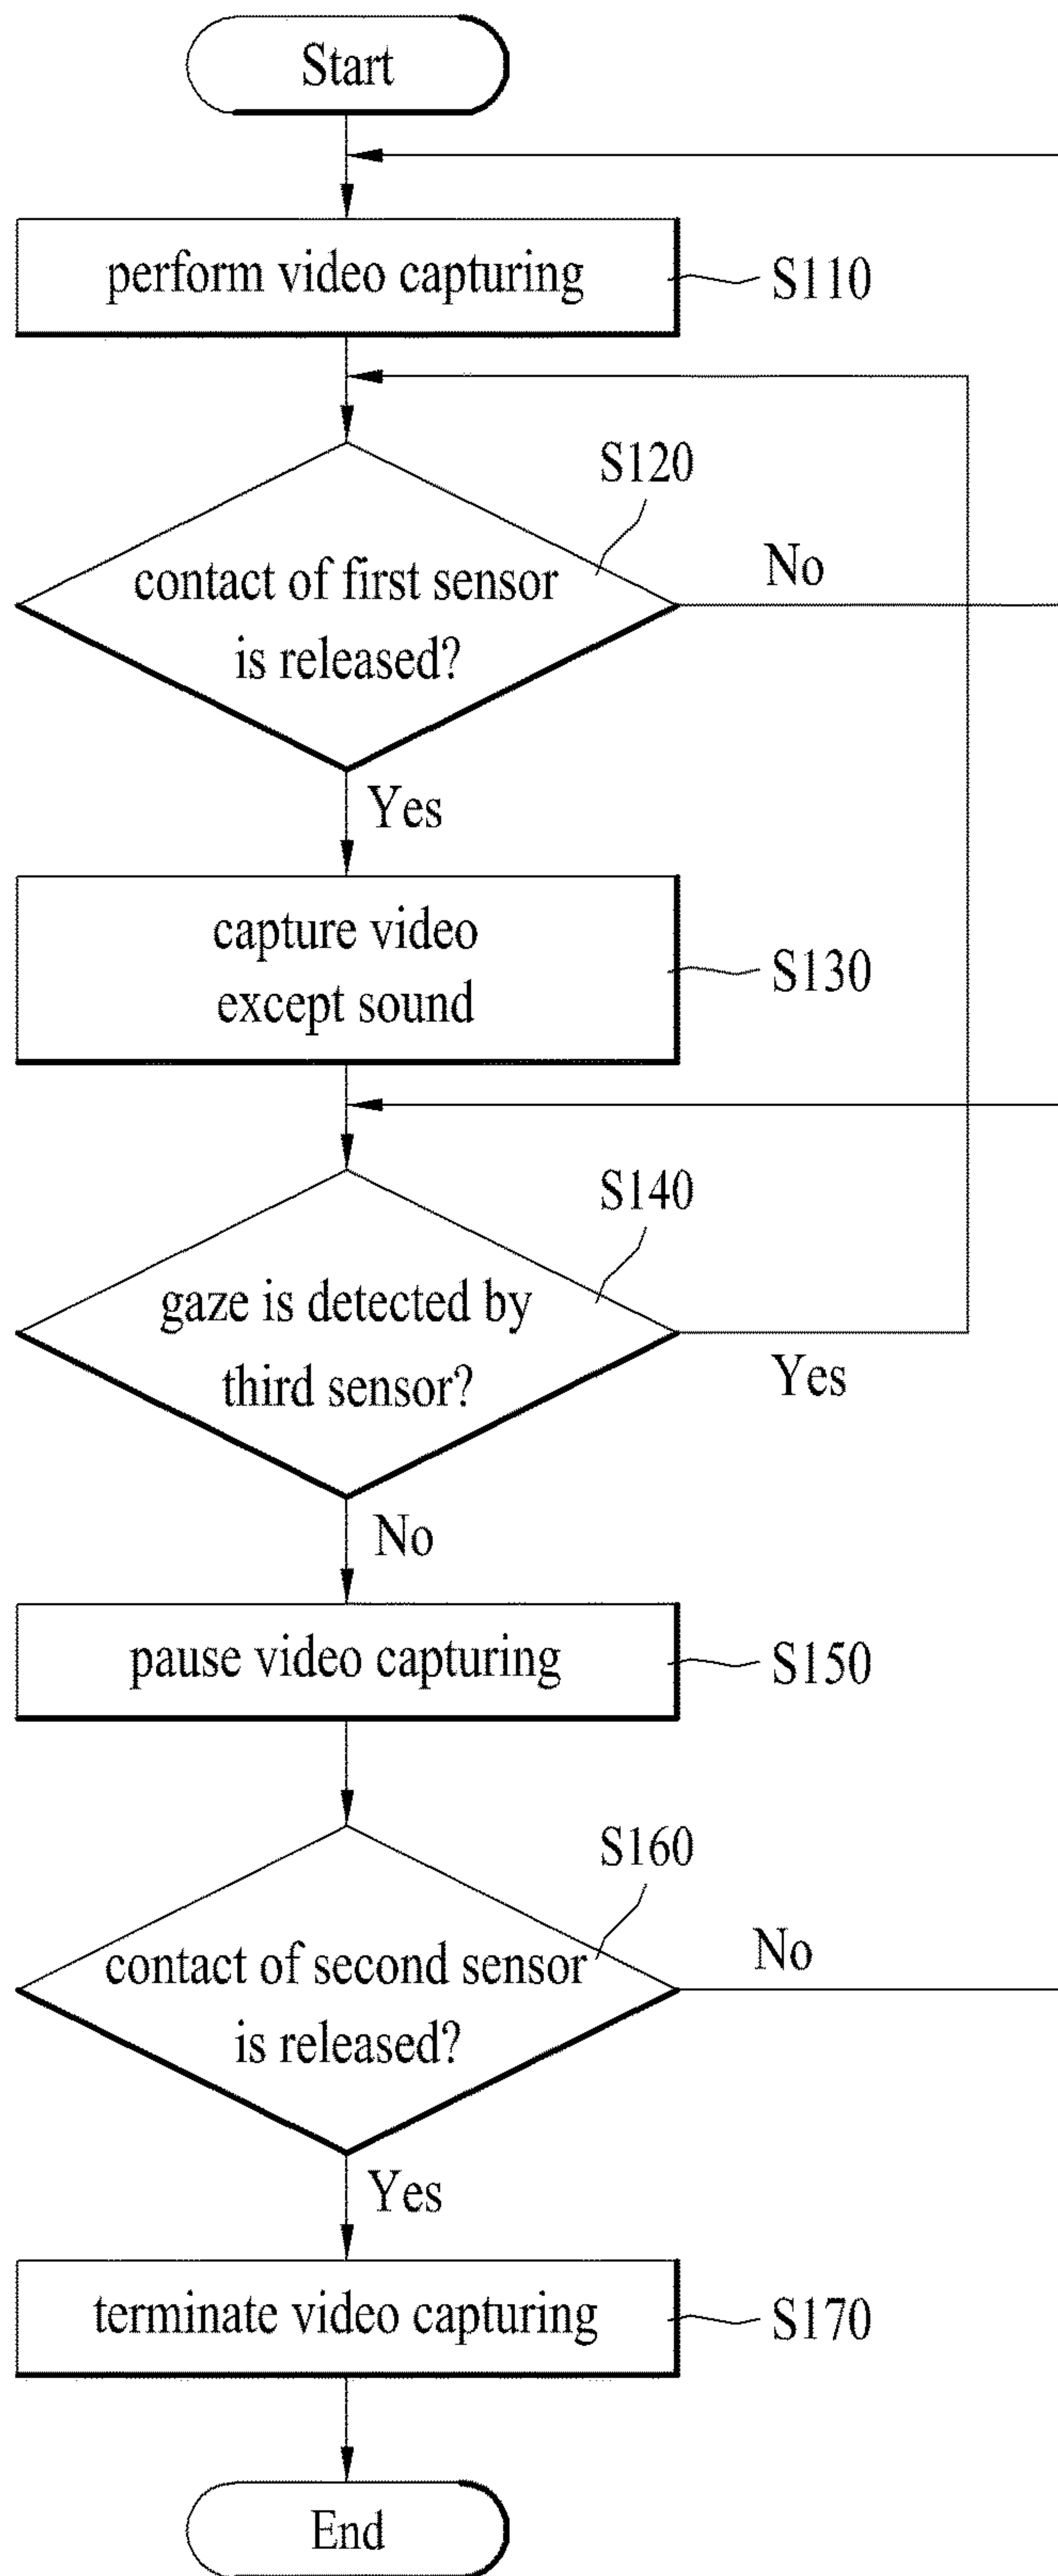 Start
perform video capturing
S110
S120
contact of first sensor
is released?
No
Yes
capture video
except sound
S130
S140
gaze is detected by
third sensor?
Yes
No
pause video capturing
S150
S160
contact of second sensor
is released?
No
Yes
terminate video capturing
S170
End